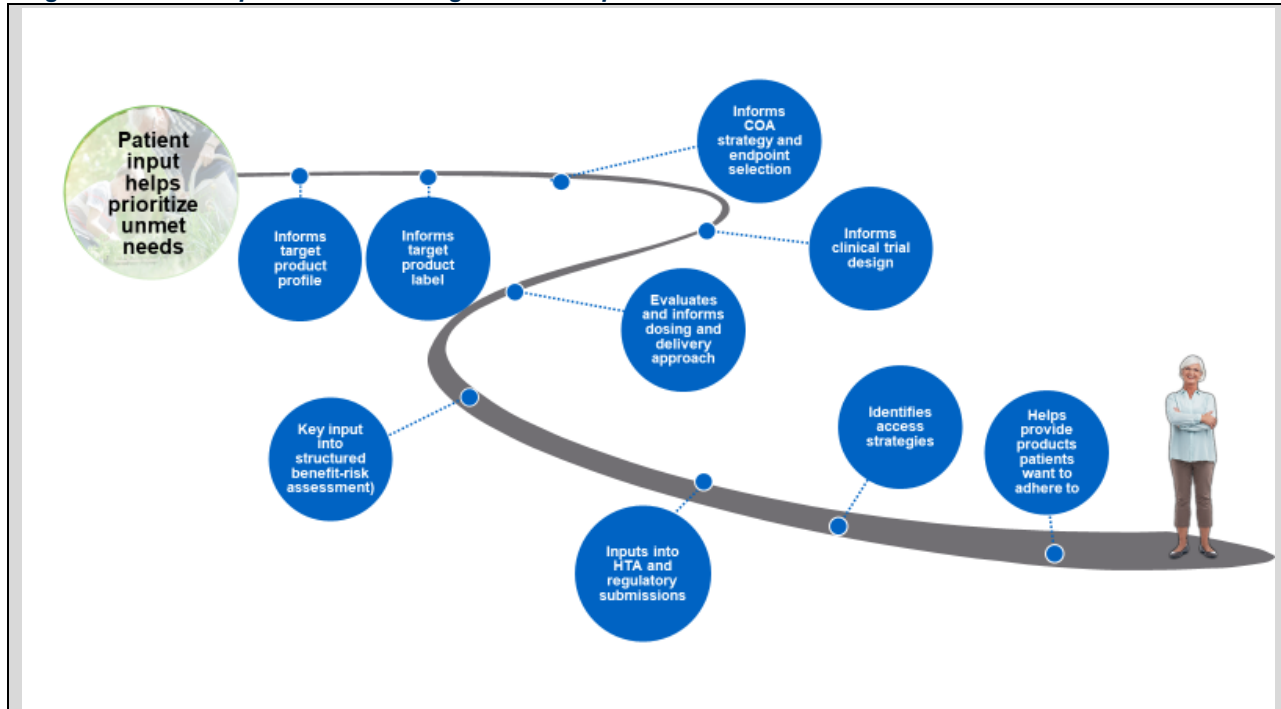 Patient
input
helps
prioritize
unmet
needs
Informs
target
product
profile
Informs
target
product
label
Informs
COA
strategy and
endpoint
selection
Informs
clinical trial
design
Evaluates
and informs
dosing and
delivery
approach
Key input
into
structured
benefit-risk
assessment)
Inputs into
HTA and
regulatory
submissions
Identifies
access
strategies
Helps
provide
products
patients
want to
adhere to